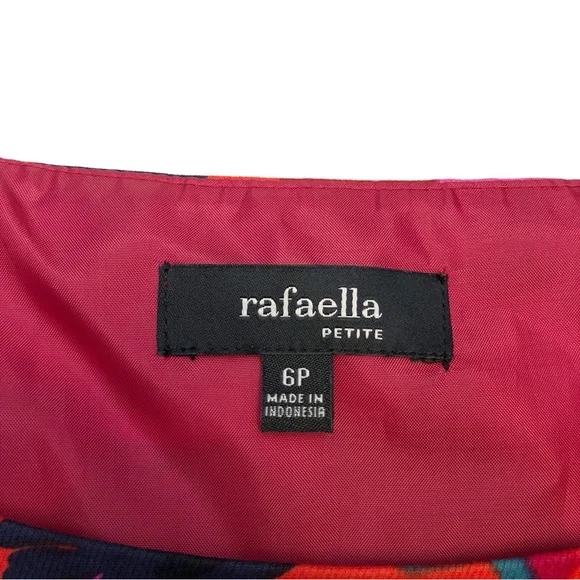 rafaella
PETITE
6P
MADE IN
INDONESIA